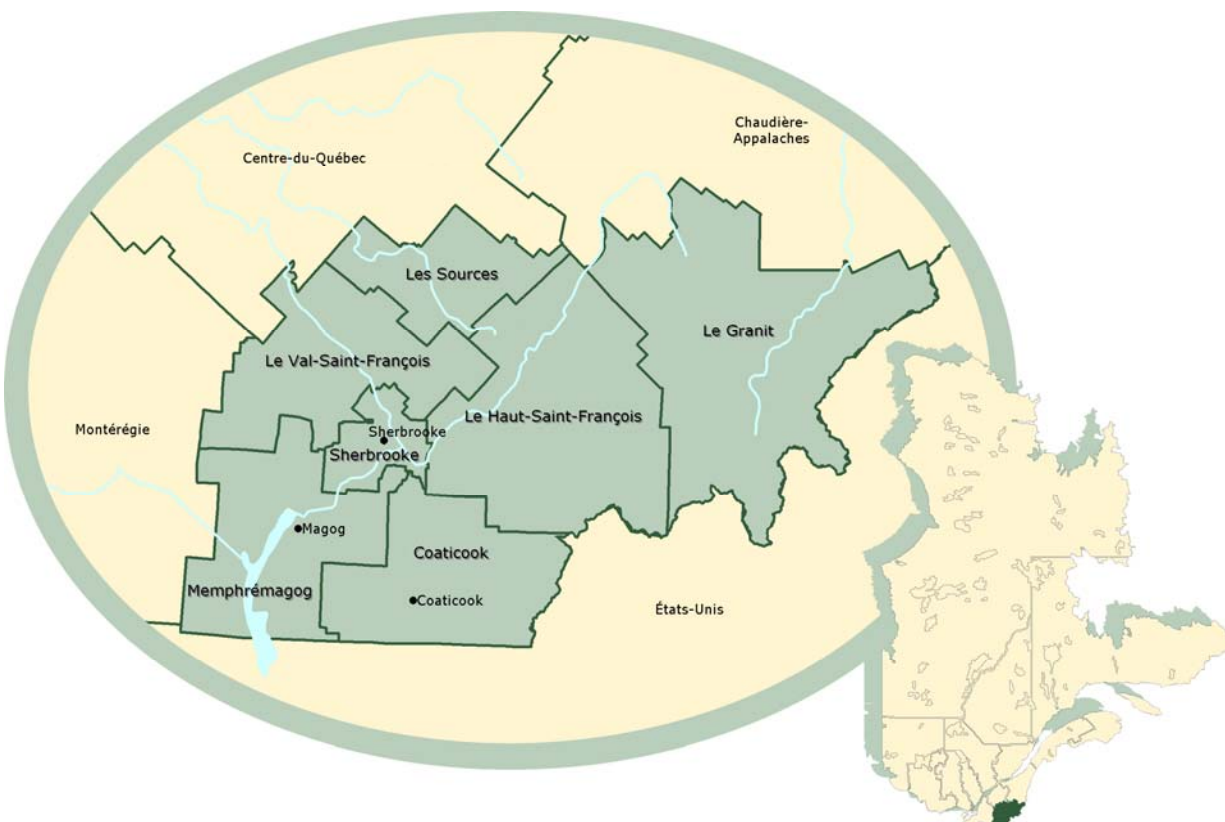 Chaudière-
Appalaches
Centre-du-Québec
Les Sources
Le Granit
Le Val-Saint-François
Le Haut-Saint-François
Montérégie
Sherbrooke
Sherbrooke
Magog
Coaticook
Memphrémagog
Coaticook
États-Unis